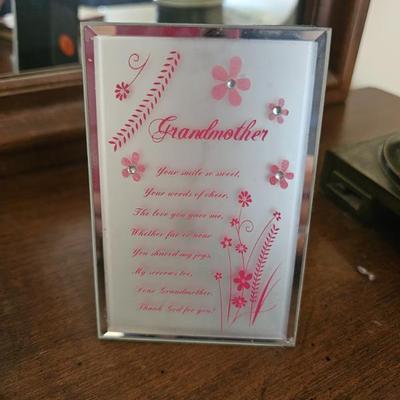 Grandmother
Your smile so sweet,
Your words of cheer,
The love you gave me,
Whether far or near
You shared my joys,
My sorrows too,
Dear Grandmother,
Thank God for you!